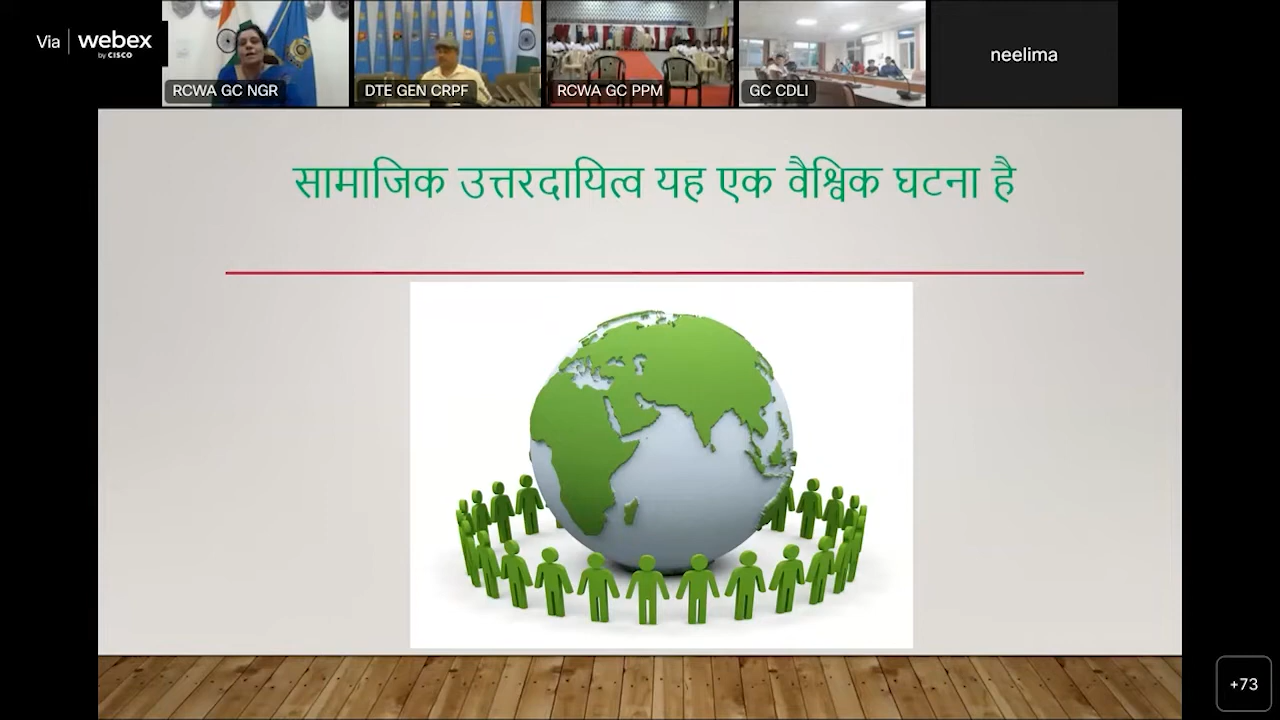 Via webex
by CISCO
RCWA GC NGR
DTE GEN CRPF
RCWA GC PPM
GC CDLI
neelima
सामाजिक उत्तरदायित्व यह एक वैश्विक घटना है
+73